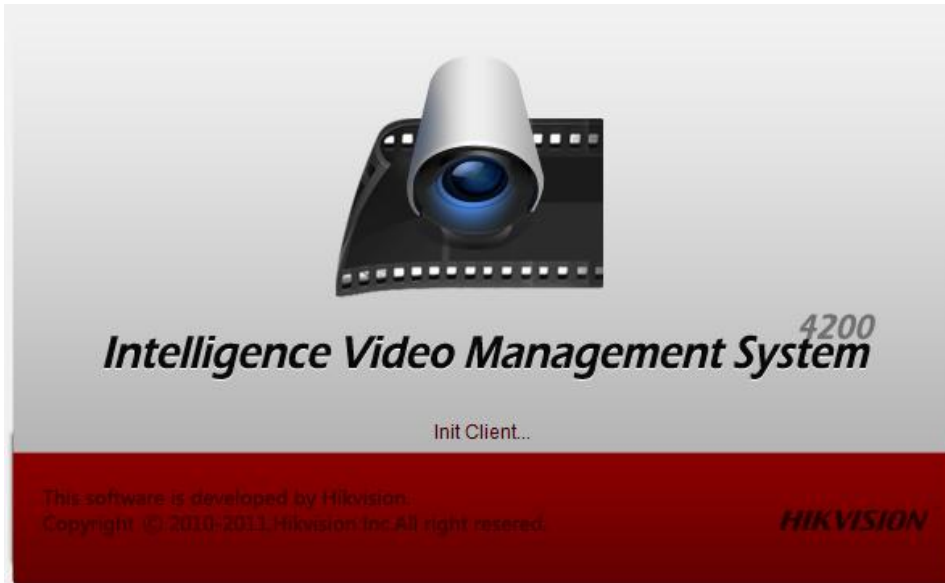 4200
Intelligence Video Management System
Init Client...
This software is developed by Hikvision.
Copyright © 2010-2011 Hikvision Inc.All right resered.
HIKVISION